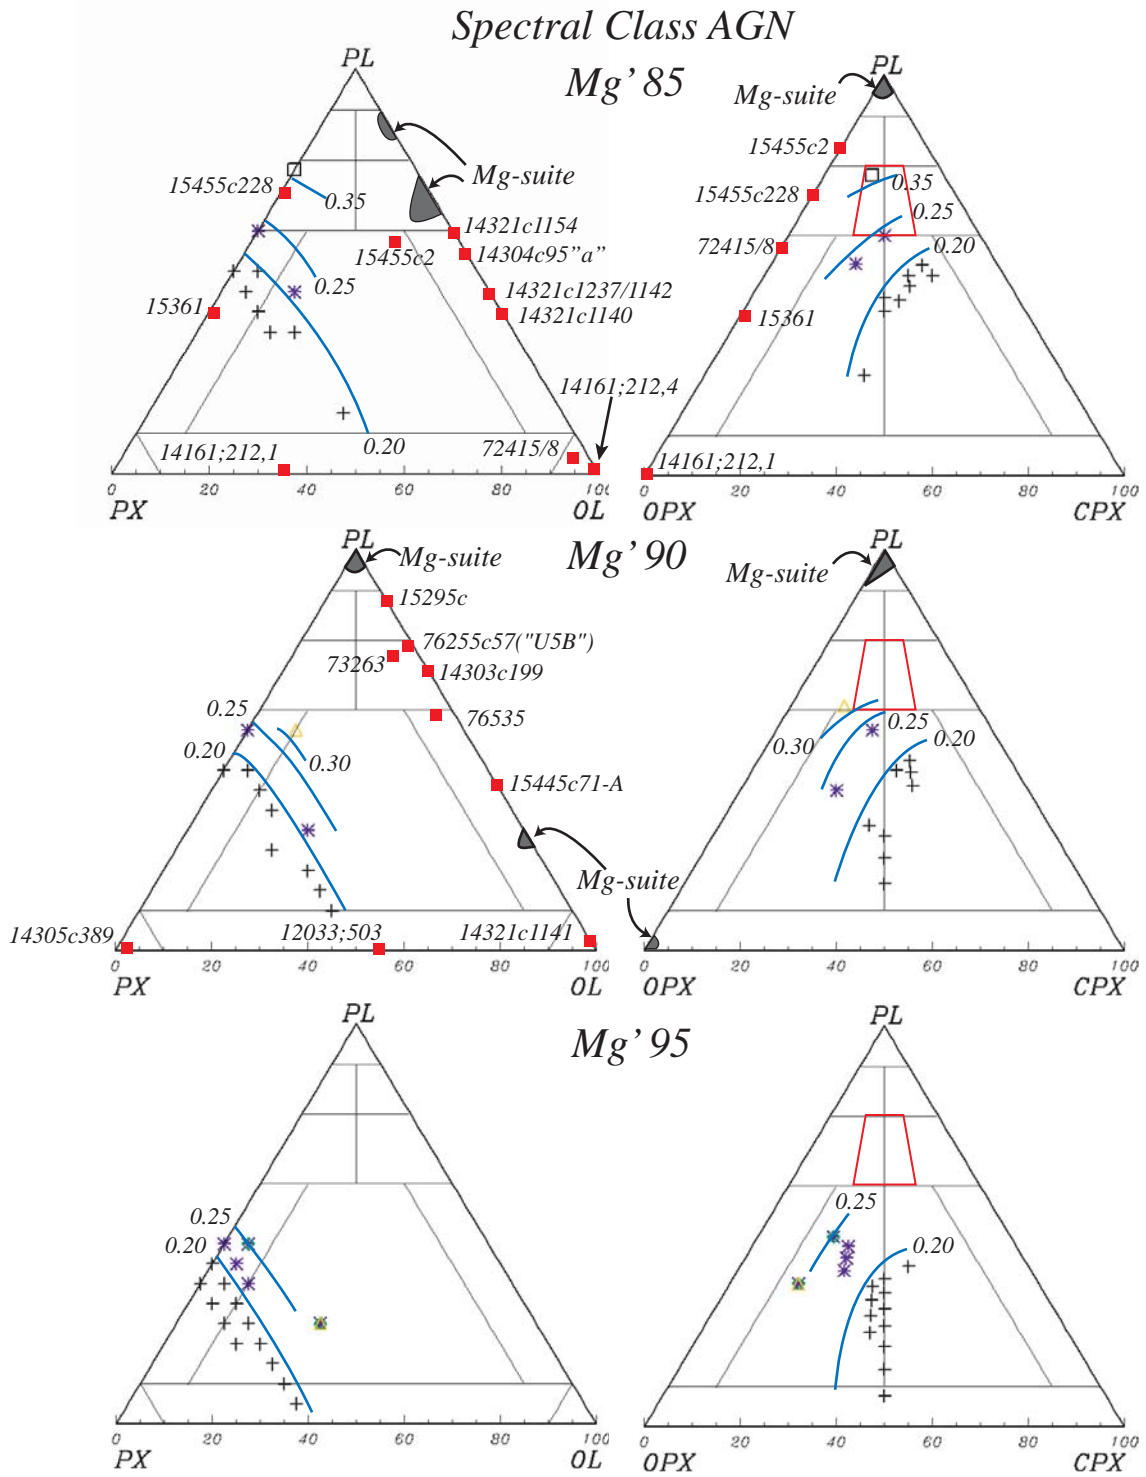 Spectral Class AGN
Mg' 85
PL
Mg-suite
15455c228
0.35
14321c1154
15455c2
14304c95"a"
0.25
14321c1237/1142
15361
14321c1140
14161;212,4
0.20
14161;212,1
72415/8
0 20 40 60 80 100
PX OL
PL
Mg-suite
15455c2
15455c228
0.35
0.25
72415/8
0.20
15361
14161;212,1
0 20 40 60 80 100
OPX CPX
Mg' 90
PL
Mg-suite
15295c
76255c57("U5B")
73263
14303c199
0.25
76535
0.20
0.30
15445c71-A
Mg-suite
14305c389
12033;503
14321c1141
0 20 40 60 80 100
PX OL
PL
Mg-suite
0.25
0.30
0.20
0 20 40 60 80 100
OPX CPX
Mg' 95
PL
0.25
0.20
0 20 40 60 80 100
PX OL
PL
0.25
0.20
0 20 40 60 80 100
OPX CPX